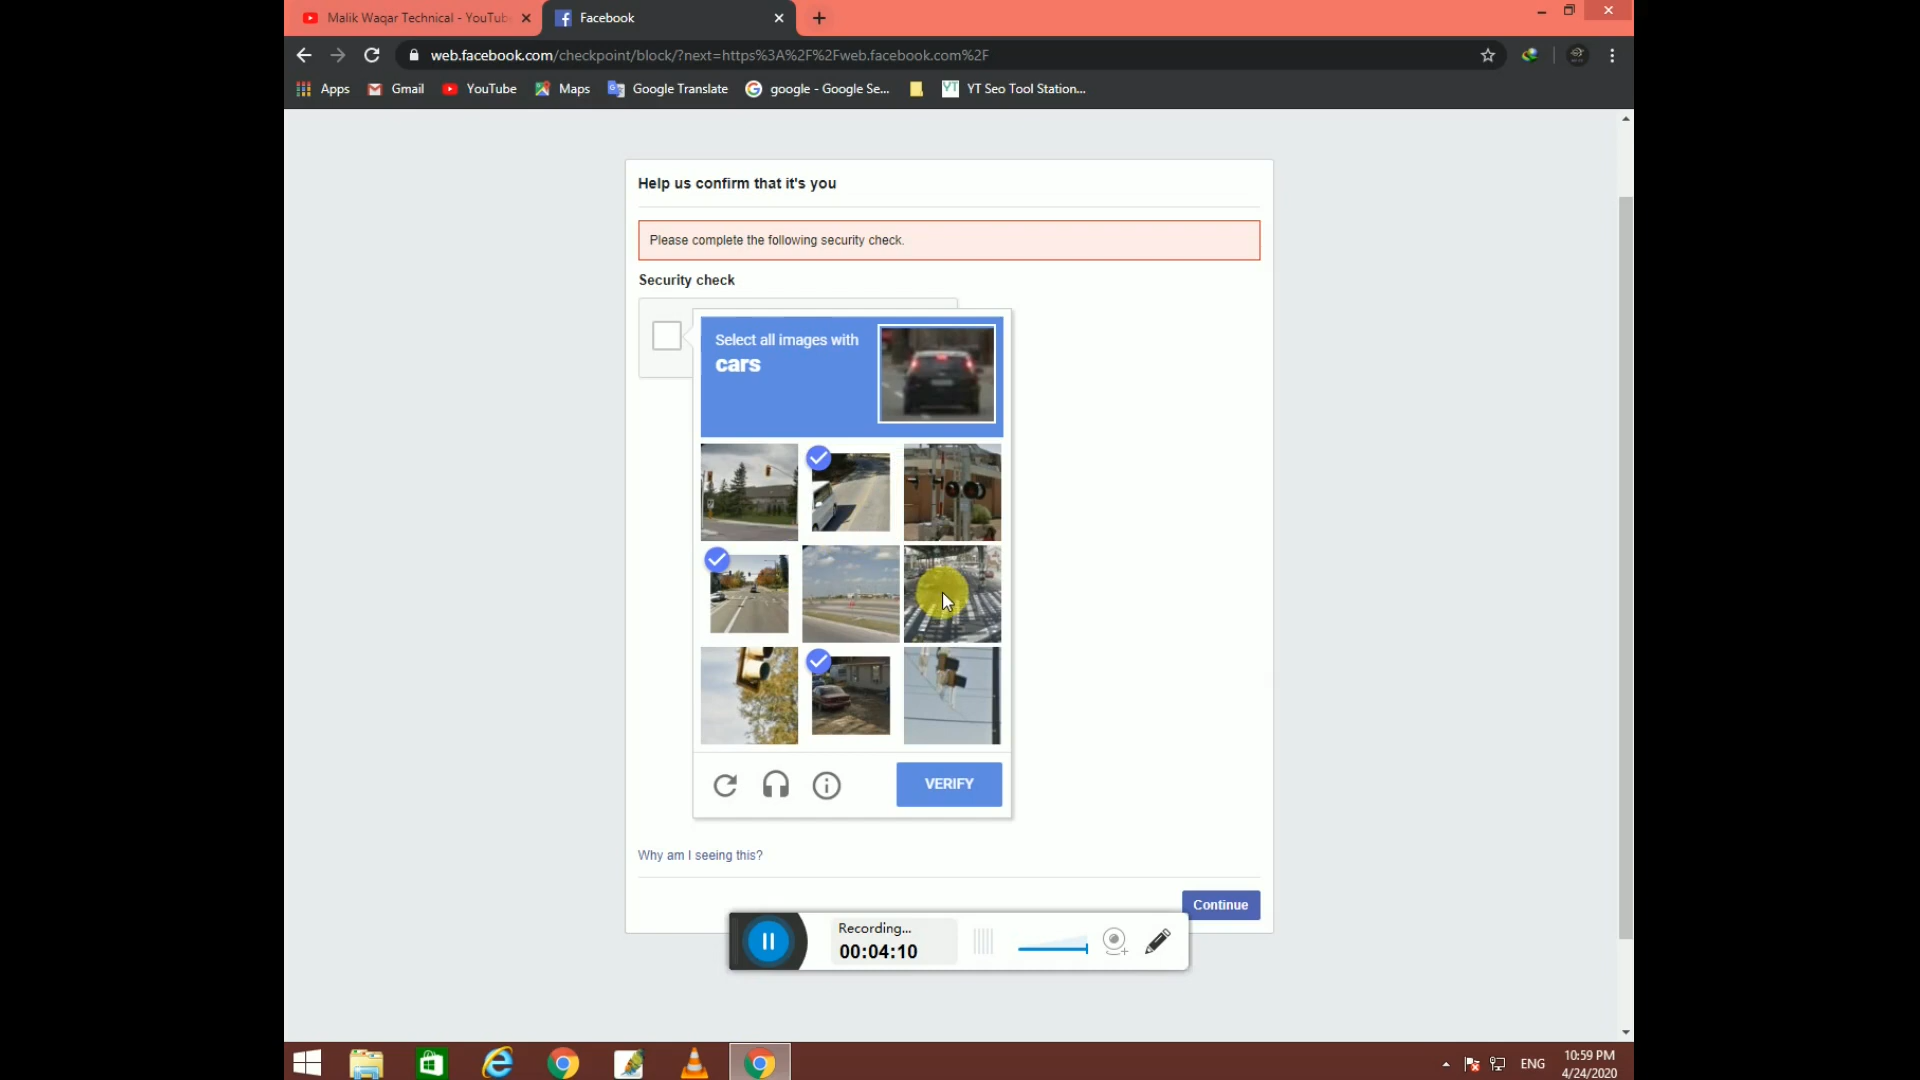 Malik Waqar Technical - YouTub
Facebook
web.facebook.com/checkpoint/block/?next=https%3A%2F%2Fweb.facebook.com%2F
Apps
Gmail
YouTube
Maps
Google Translate
google - Google Se...
YT
YT Seo Tool Station...
Help us confirm that it's you
Please complete the following security check.
Security check
Select all images with
cars
VERIFY
Why am I seeing this?
Continue
Recording...
00:04:10
ENG
10:59 PM
4/24/2020